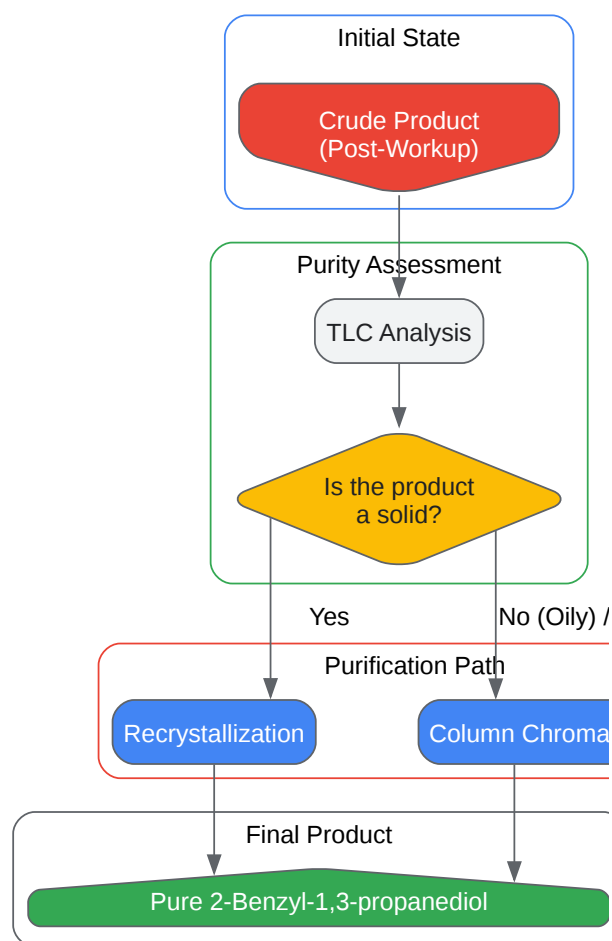 Initial State
Crude Product
(Post-Workup)
Purity Assessment
TLC Analysis
Is the product
a solid?
Yes
No (Oily) /
Purification Path
Recrystallization
Column Chroma
Final Product
Pure 2-Benzyl-1,3-propanediol